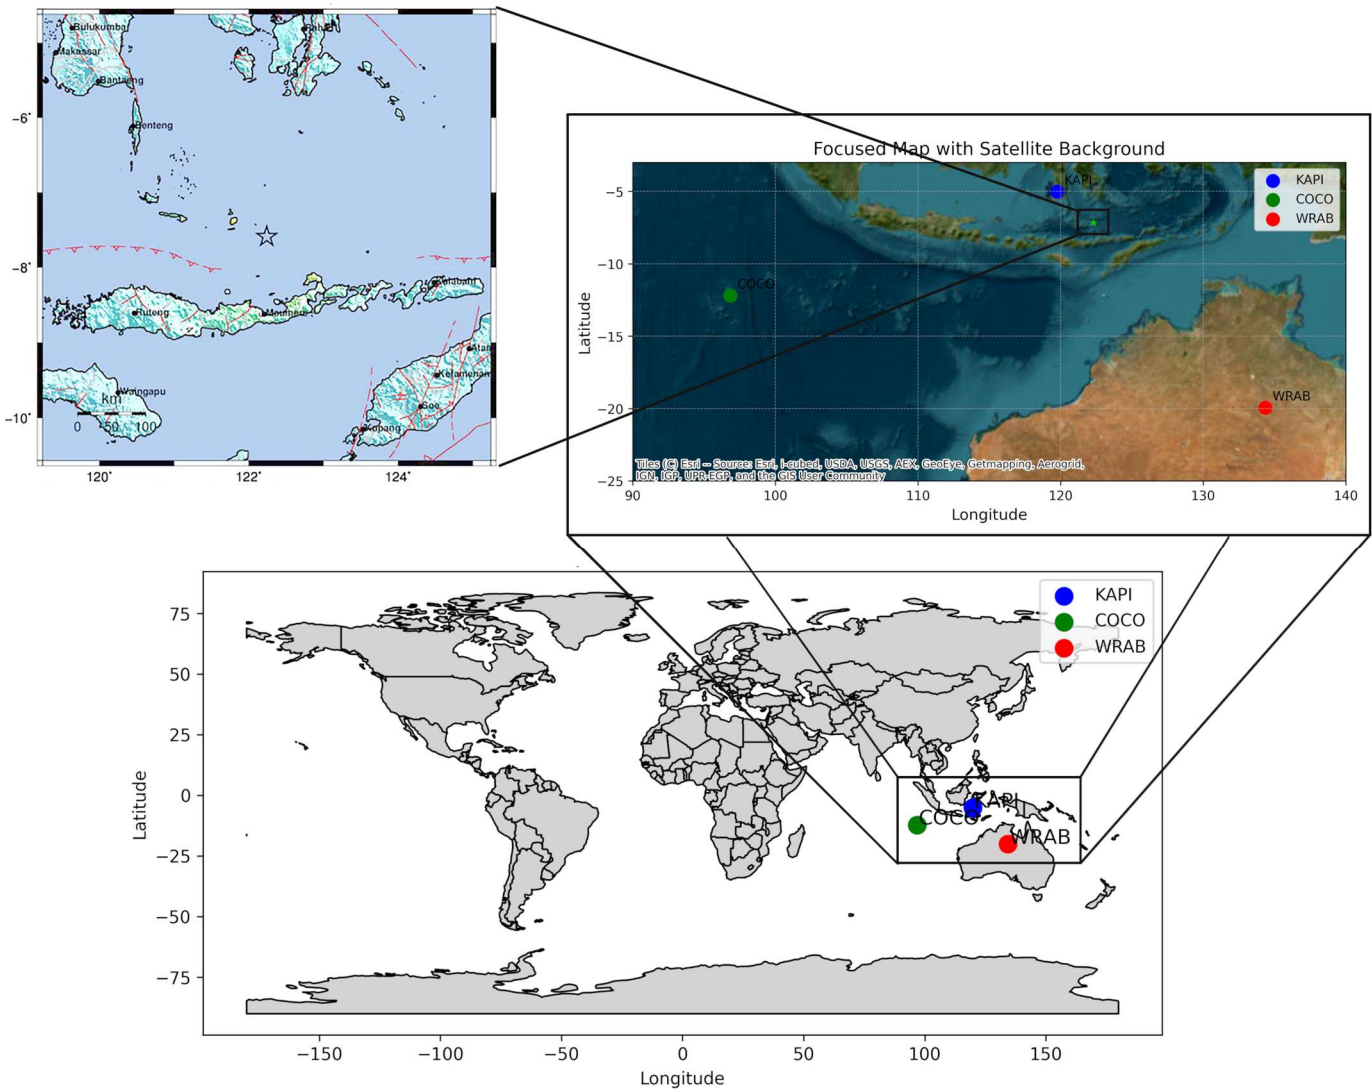 Bulukumba
Raha
Makassar
Bantaeng
-6°
Benteng
-8°
Kalabahi
Ruteng
Maumere
Atam
Kefamenanu
Waingapu
km
Soe
-10°
Kupang
0 50 100
120° 122° 124°
Focused Map with Satellite Background
KAPI
KAPI
COCO
WRAB
−5
−10
−15
−20
−25
Latitude
COCO
WRAB
Tiles (C) Esri -- Source: Esri, i-cubed, USDA, USGS, AEX, GeoEye, Getmapping, Aerogrid,
IGN, IGP, UPR-EGP, and the GIS User Community
90 100 110 120 130 140
Longitude
KAPI
COCO
WRAB
75
50
25
0
−25
−50
−75
Latitude
KAPI
COCO
WRAB
−150 −100 −50 0 50 100 150
Longitude